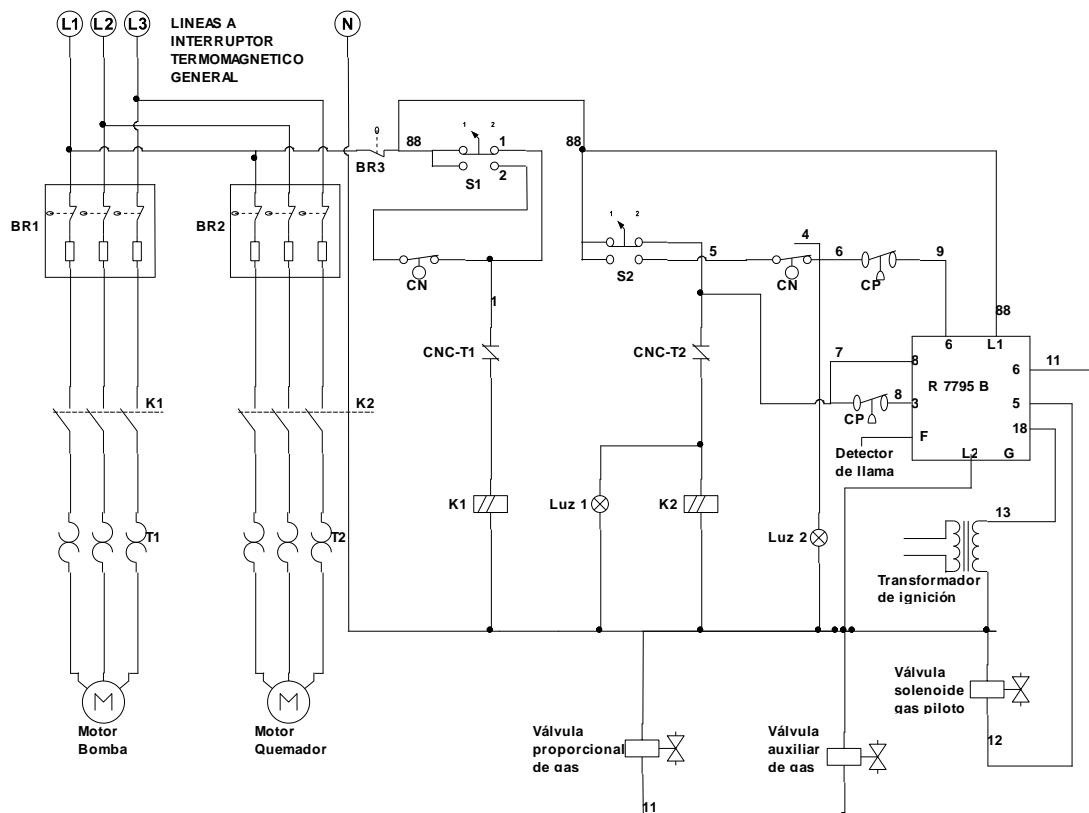 L1 L2 L3
LINEAS A
INTERRUPTOR
TERMOMAGNETICO
GENERAL
N
1 2
88
1
2
BR3
S1
88
BR1
BR2
1 2
4
5
6
9
S2
CN
CN
CP
88
1
6
L1
CNC-T1
CNC-T2
7
8
6
11
R 7795 B
5
8
3
CP
18
K1
K2
F
L2
G
Detector
de llama
K1
Luz 1
K2
13
T1
T2
Luz 2
Transformador
de ignición
Válvula
solenoide
gas piloto
M
M
Motor
Bomba
Motor
Quemador
Válvula
proporcional
de gas
Válvula
auxiliar
de gas
12
11